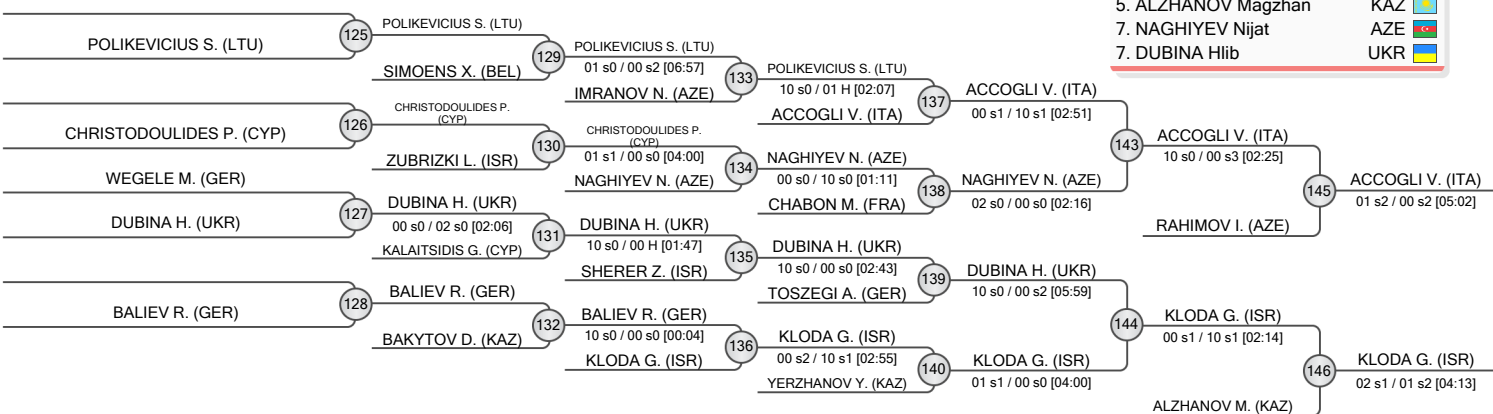 5. ALZHANOV Magzhan KAZ
7. NAGHIYEV Nijat AZE
7. DUBINA Hlib UKR
POLIKEVICIUS S. (LTU)
125
POLIKEVICIUS S. (LTU)
SIMOENS X. (BEL)
129
POLIKEVICIUS S. (LTU)
01 s0 / 00 s2 [06:57]
IMRANOV N. (AZE)
133
POLIKEVICIUS S. (LTU)
10 s0 / 01 H [02:07]
ACCOGLI V. (ITA)
137
ACCOGLI V. (ITA)
00 s1 / 10 s1 [02:51]
CHRISTODOULIDES P. (CYP)
126
CHRISTODOULIDES P.
(CYP)
ZUBRIZKI L. (ISR)
130
CHRISTODOULIDES P.
(CYP)
01 s1 / 00 s0 [04:00]
NAGHIYEV N. (AZE)
134
NAGHIYEV N. (AZE)
00 s0 / 10 s0 [01:11]
CHABON M. (FRA)
138
NAGHIYEV N. (AZE)
02 s0 / 00 s0 [02:16]
143
ACCOGLI V. (ITA)
10 s0 / 00 s3 [02:25]
RAHIMOV I. (AZE)
145
ACCOGLI V. (ITA)
01 s2 / 00 s2 [05:02]
WEGELE M. (GER)
DUBINA H. (UKR)
127
DUBINA H. (UKR)
00 s0 / 02 s0 [02:06]
KALAITSIDIS G. (CYP)
131
DUBINA H. (UKR)
10 s0 / 00 H [01:47]
SHERER Z. (ISR)
135
DUBINA H. (UKR)
10 s0 / 00 s0 [02:43]
TOSZEGI A. (GER)
139
DUBINA H. (UKR)
10 s0 / 00 s2 [05:59]
BALIEV R. (GER)
128
BALIEV R. (GER)
BAKYTOV D. (KAZ)
132
BALIEV R. (GER)
10 s0 / 00 s0 [00:04]
KLODA G. (ISR)
136
KLODA G. (ISR)
00 s2 / 10 s1 [02:55]
YERZHANOV Y. (KAZ)
140
KLODA G. (ISR)
01 s1 / 00 s0 [04:00]
144
KLODA G. (ISR)
00 s1 / 10 s1 [02:14]
ALZHANOV M. (KAZ)
146
KLODA G. (ISR)
02 s1 / 01 s2 [04:13]